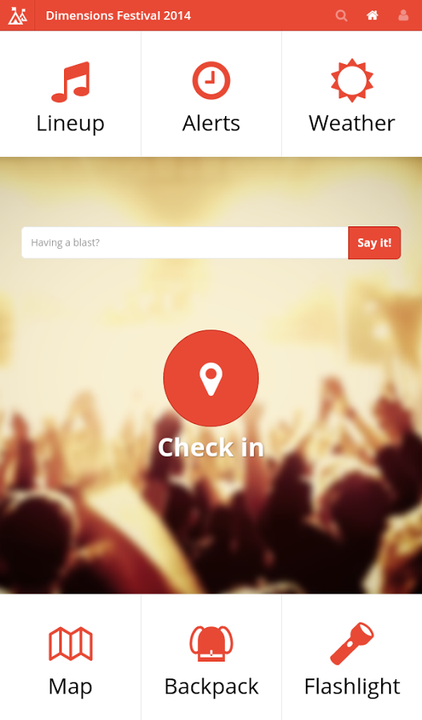 Dimensions Festival 2014
Lineup
Alerts
Weather
Having a blast?
Say it!
Check in
Map
Backpack
Flashlight